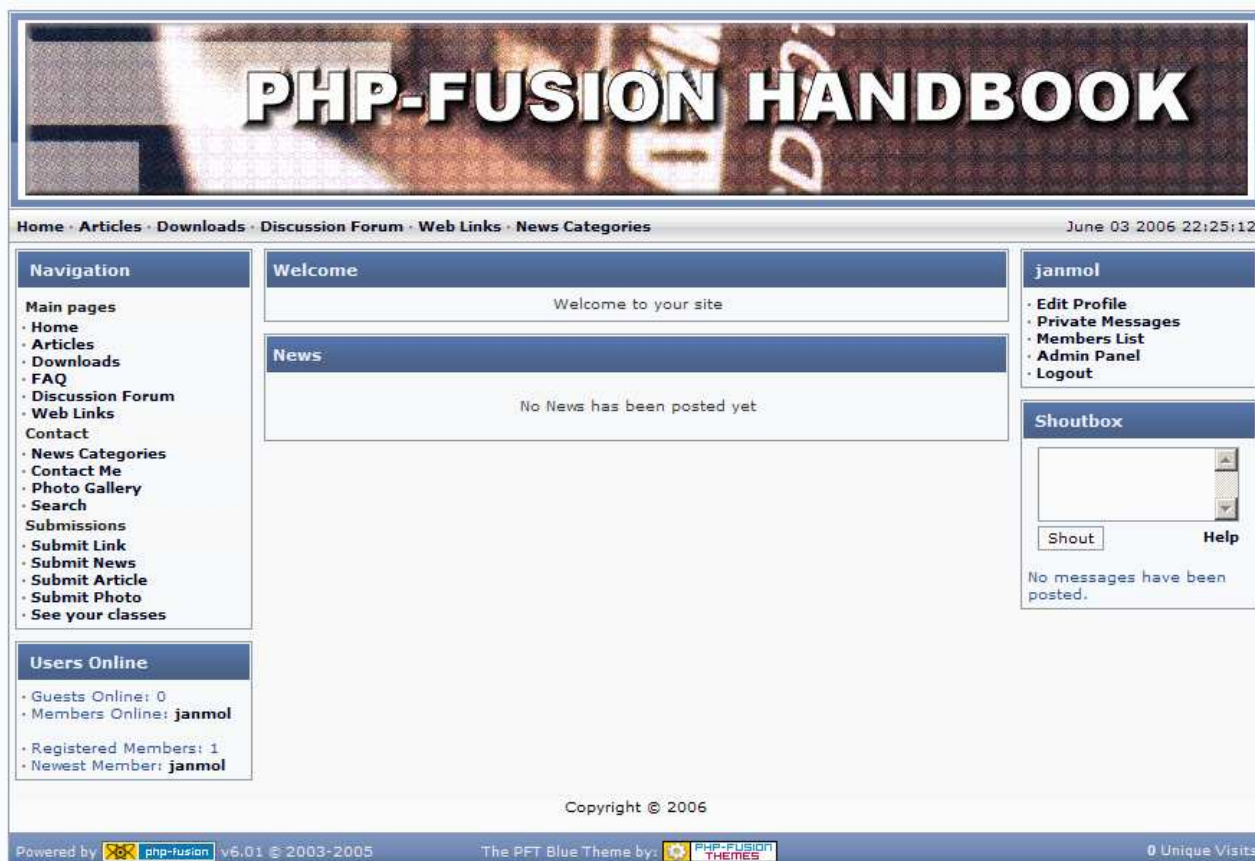 PHP-FUSION HANDBOOK
Home · Articles · Downloads · Discussion Forum · Web Links · News Categories
June 03 2006 22:25:12
Navigation
Main pages
· Home
· Articles
· Downloads
· FAQ
· Discussion Forum
· Web Links
Contact
· News Categories
· Contact Me
· Photo Gallery
· Search
Submissions
· Submit Link
· Submit News
· Submit Article
· Submit Photo
· See your classes
Users Online
· Guests Online: 0
· Members Online: janmol
· Registered Members: 1
· Newest Member: janmol
Welcome
Welcome to your site
News
No News has been posted yet
janmol
· Edit Profile
· Private Messages
· Members List
· Admin Panel
· Logout
Shoutbox
Shout
Help
No messages have been
posted.
Copyright © 2006
Powered by php-fusion v6.01 © 2003-2005
The PFT Blue Theme by: PHP-FUSION THEMES
0 Unique Visits